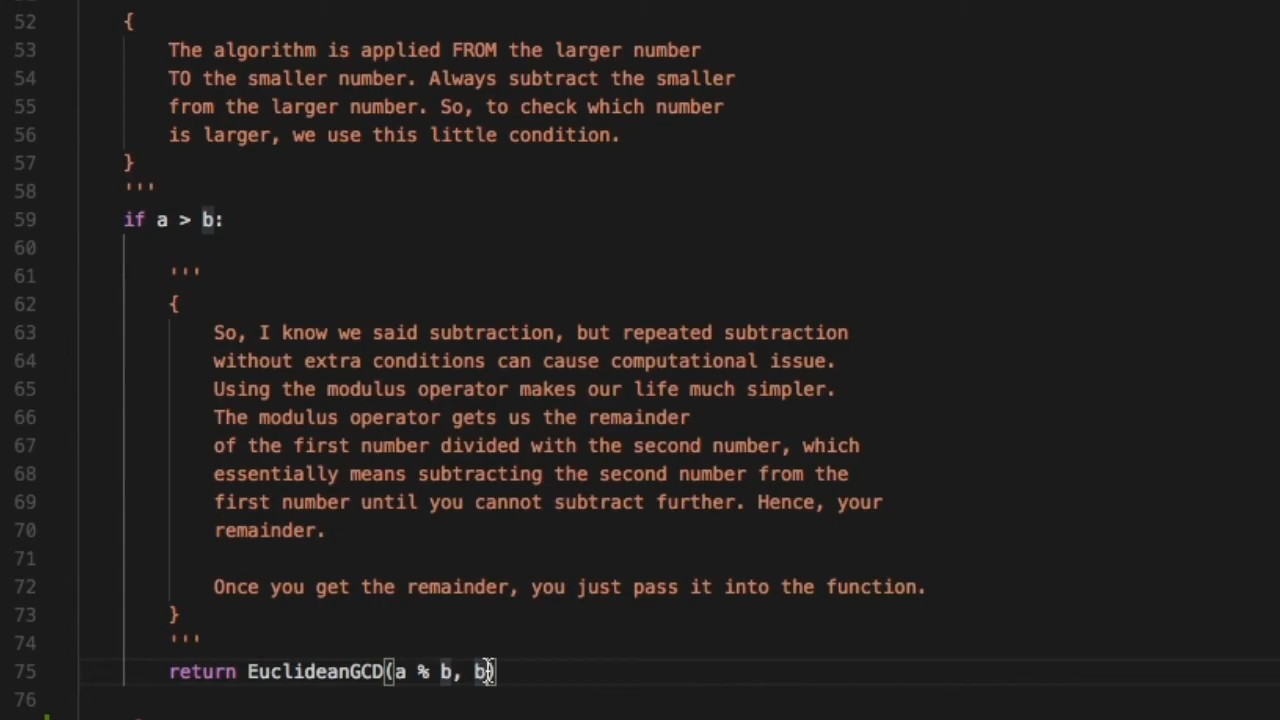 52 {
53 The algorithm is applied FROM the larger number
54 TO the smaller number. Always subtract the smaller
55 from the larger number. So, to check which number
56 is larger, we use this little condition.
57 }
58 '''
59 if a > b:
60
61 '''
62 {
63 So, I know we said subtraction, but repeated subtraction
64 without extra conditions can cause computational issue.
65 Using the modulus operator makes our life much simpler.
66 The modulus operator gets us the remainder
67 of the first number divided with the second number, which
68 essentially means subtracting the second number from the
69 first number until you cannot subtract further. Hence, your
70 remainder.
71
72 Once you get the remainder, you just pass it into the function.
73 }
74 '''
75 return EuclideanGCD(a % b, b)
76